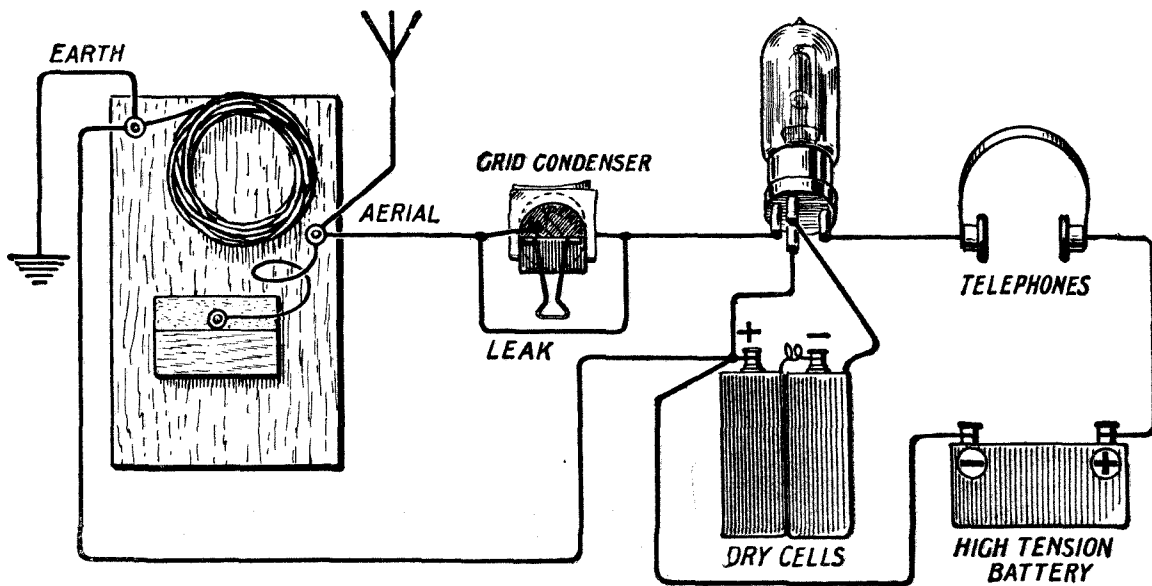 EARTH
GRID CONDENSER
AERIAL
TELEPHONES
LEAK
+
-
- +
DRY CELLS
HIGH TENSION
BATTERY